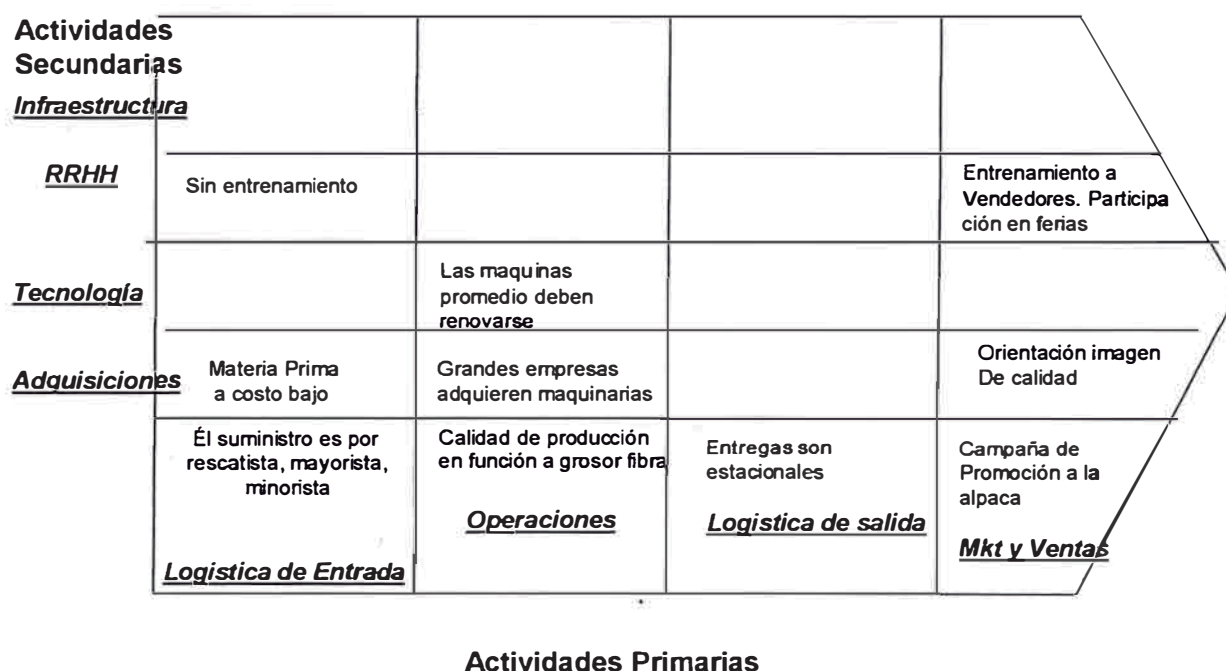 Actividades
Secundarias
Infraestructura
RRHH
Sin entrenamiento
Entrenamiento a
Vendedores. Participa
ción en ferias
Tecnología
Las maquinas
promedio deben
renovarse
Adquisiciones
Materia Prima
a costo bajo
Grandes empresas
adquieren maquinarias
Orientación imagen
De calidad
Él suministro es por
rescatista, mayorista,
minorista
Logistica de Entrada
Calidad de producción
en función a grosor fibra
Operaciones
Entregas son
estacionales
Logistica de salida
Campaña de
Promoción a la
alpaca
Mkt y Ventas
Actividades Primarias